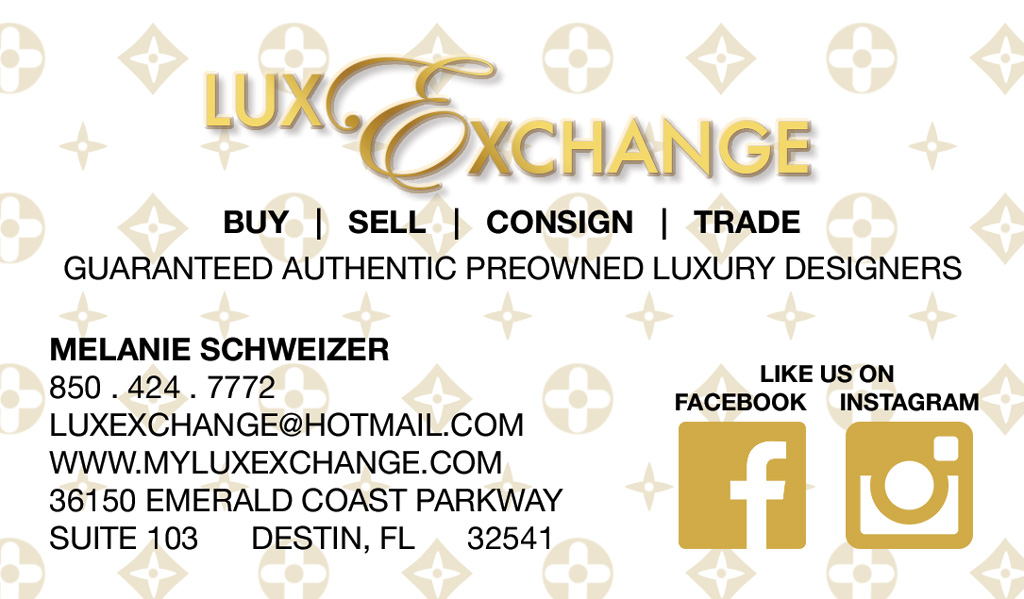 LUX EXCHANGE
BUY | SELL | CONSIGN | TRADE
GUARANTEED AUTHENTIC PREOWNED LUXURY DESIGNERS
MELANIE SCHWEIZER
850 . 424 . 7772
LUXEXCHANGE@HOTMAIL.COM
WWW.MYLUXEXCHANGE.COM
36150 EMERALD COAST PARKWAY
SUITE 103 DESTIN, FL 32541
LIKE US ON
FACEBOOK INSTAGRAM